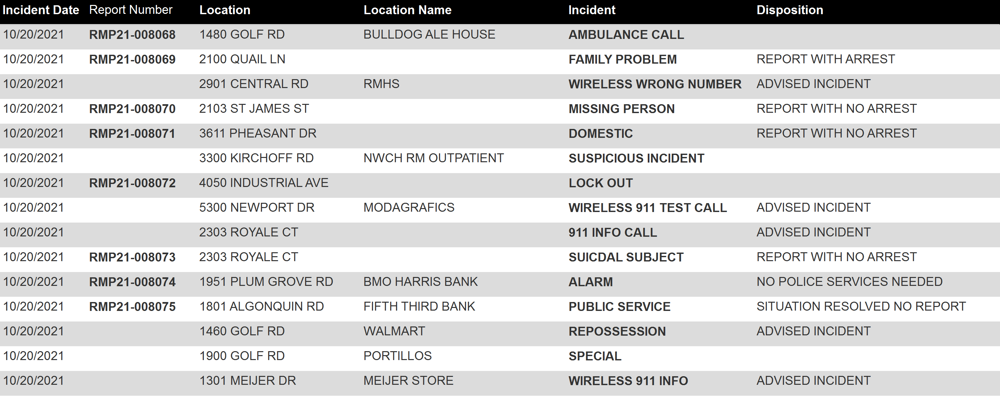 Incident Date Report Number Location Location Name Incident Disposition
10/20/2021 RMP21-008068 1480 GOLF RD BULLDOG ALE HOUSE AMBULANCE CALL
10/20/2021 RMP21-008069 2100 QUAIL LN FAMILY PROBLEM REPORT WITH ARREST
10/20/2021 2901 CENTRAL RD RMHS WIRELESS WRONG NUMBER ADVISED INCIDENT
10/20/2021 RMP21-008070 2103 ST JAMES ST MISSING PERSON REPORT WITH NO ARREST
10/20/2021 RMP21-008071 3611 PHEASANT DR DOMESTIC REPORT WITH NO ARREST
10/20/2021 3300 KIRCHOFF RD NWCH RM OUTPATIENT SUSPICIOUS INCIDENT
10/20/2021 RMP21-008072 4050 INDUSTRIAL AVE LOCK OUT
10/20/2021 5300 NEWPORT DR MODAGRAFICS WIRELESS 911 TEST CALL ADVISED INCIDENT
10/20/2021 2303 ROYALE CT 911 INFO CALL ADVISED INCIDENT
10/20/2021 RMP21-008073 2303 ROYALE CT SUICDAL SUBJECT REPORT WITH NO ARREST
10/20/2021 RMP21-008074 1951 PLUM GROVE RD BMO HARRIS BANK ALARM NO POLICE SERVICES NEEDED
10/20/2021 RMP21-008075 1801 ALGONQUIN RD FIFTH THIRD BANK PUBLIC SERVICE SITUATION RESOLVED NO REPORT
10/20/2021 1460 GOLF RD WALMART REPOSSESSION ADVISED INCIDENT
10/20/2021 1900 GOLF RD PORTILLOS SPECIAL
10/20/2021 1301 MEIJER DR MEIJER STORE WIRELESS 911 INFO ADVISED INCIDENT